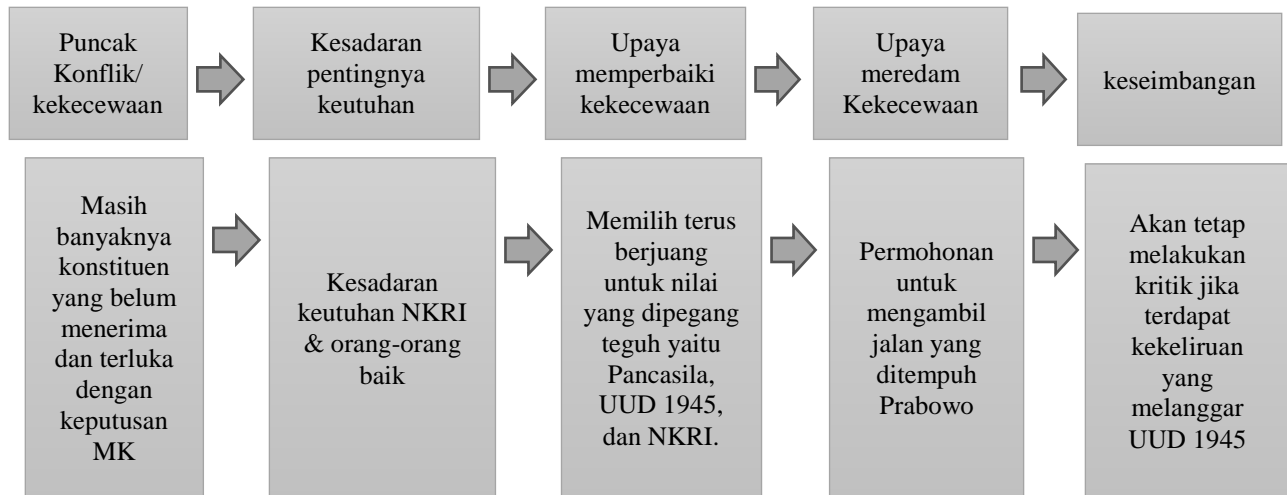 Puncak
Konflik/
kekecewaan
Kesadaran
pentingnya
keutuhan
Upaya
memperbaiki
kekecewaan
Upaya
meredam
Kekecewaan
keseimbangan
Masih
banyaknya
konstituen
yang belum
menerima
dan terluka
dengan
keputusan
MK
Kesadaran
keutuhan NKRI
& orang-orang
baik
Memilih terus
berjuang
untuk nilai
yang dipegang
teguh yaitu
Pancasila,
UUD 1945,
dan NKRI.
Permohonan
untuk
mengambil
jalan yang
ditempuh
Prabowo
Akan tetap
melakukan
kritik jika
terdapat
kekeliruan
yang
melanggar
UUD 1945